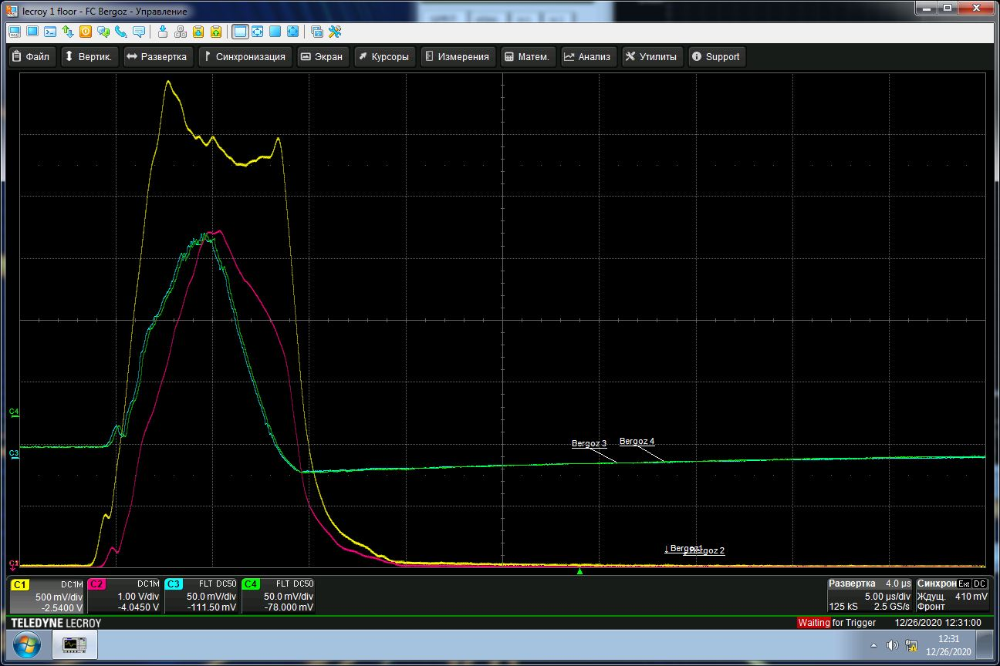 lecroy 1 floor - FC Bergoz - Управление
Файл Вертик. Развертка Синхронизация Экран Курсоры Измерения Матем. Анализ Утилиты Support
C4
C3
Bergoz 3 Bergoz 4
↓ Bergoz1 Bergoz 2
C1
C1 DC1M C2 DC1M C3 FLT DC50 C4 FLT DC50 Развертка 4.0 µs Синхрон Ext DC
500 mV/div 1.00 V/div 50.0 mV/div 50.0 mV/div 5.00 µs/div Ждущ. 410 mV
-2.5400 V -4.0450 V -111.50 mV -78.000 mV 125 kS 2.5 GS/s Фронт
TELEDYNE LECROY Waiting for Trigger 12/26/2020 12:31:00
12:31
12/26/2020